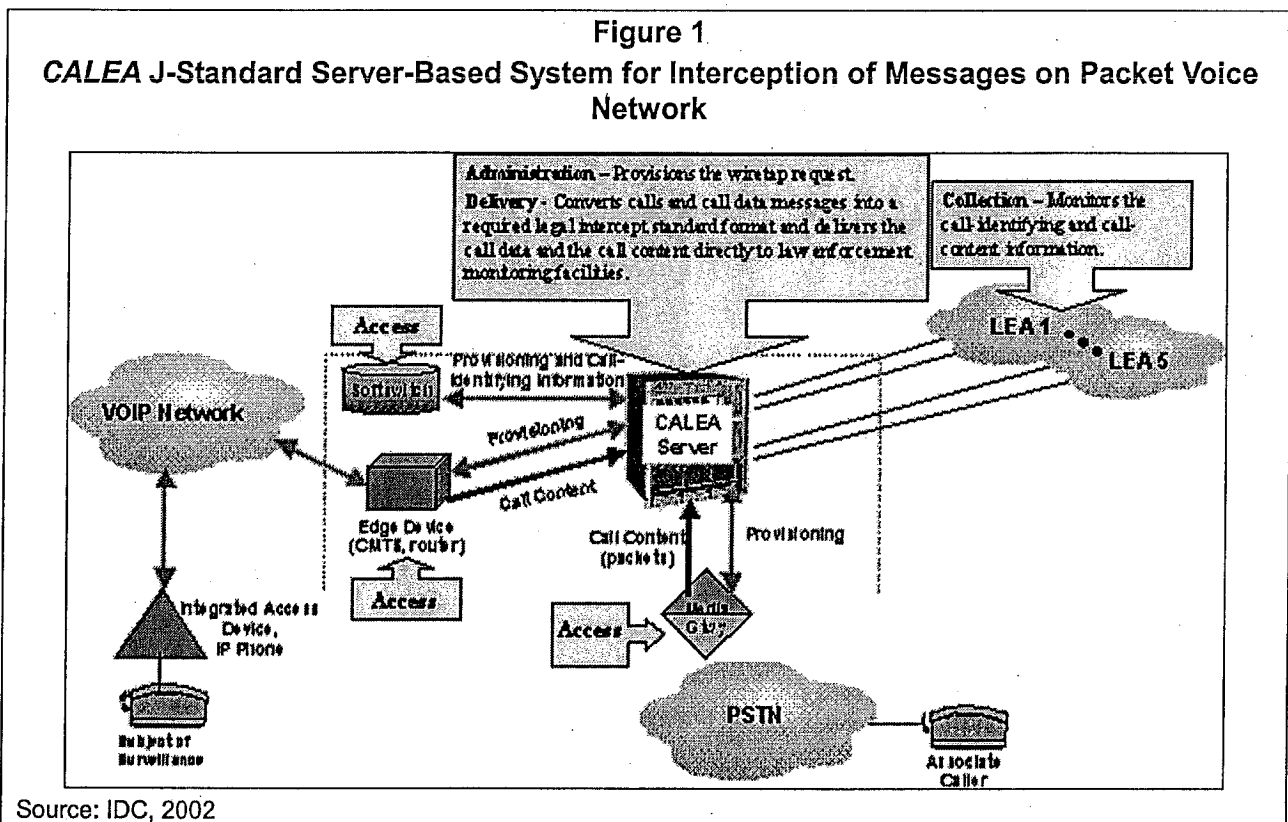 Figure 1
CALEA J-Standard Server-Based System for Interception of Messages on Packet Voice
Network
Administration – Provisions the wiretap request.
Delivery - Converts calls and call data messages into a
required legal intercept standard format and delivers the
call data and the call content directly to law enforcement
monitoring facilities.
Collection – Monitors the
call-identifying and call-
content information.
Access
LEA 1
LEA 5
Provisioning and Call-
Identifying Information
VOIP Network
CALEA
Server
Provisioning
Call Content
Edge Device
(CMTS, router)
Call Content
(packets)
Provisioning
Access
Integrated Access
Device,
IP Phone
Access
Media
PSTN
Subject of
Surveillance
Associate
Caller
Source: IDC, 2002